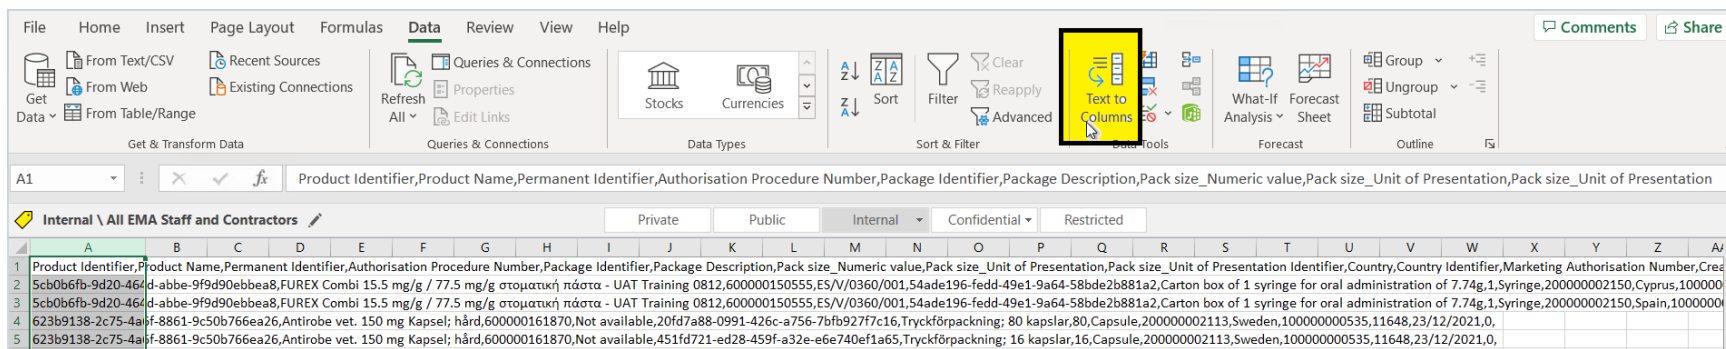 File Home Insert Page Layout Formulas Data Review View Help Comments Share
From Text/CSV Recent Sources Queries & Connections Clear Group
From Web Existing Connections Properties Reapply Ungroup
From Table/Range Edit Links Advanced Subtotal
Get Data Refresh All Stocks Currencies Sort Filter Text to Columns What-If Analysis Forecast Sheet
Get & Transform Data Queries & Connections Data Types Sort & Filter Data Tools Forecast Outline
A1 fx Product Identifier,Product Name,Permanent Identifier,Authorisation Procedure Number,Package Identifier,Package Description,Pack size_Numeric value,Pack size_Unit of Presentation,Pack size_Unit of Presentation
Internal \ All EMA Staff and Contractors Private Public Internal Confidential Restricted
A B C D E F G H I J K L M N O P Q R S T U V W X Y Z
1 Product Identifier,Product Name,Permanent Identifier,Authorisation Procedure Number,Package Identifier,Package Description,Pack size_Numeric value,Pack size_Unit of Presentation,Pack size_Unit of Presentation Identifier,Country,Country Identifier,Marketing Authorisation Number,Crea
2 5cb0b6fb-9d20-464d-abbe-9f9d90ebbea8,FUREX Combi 15.5 mg/g / 77.5 mg/g στοματική πάστα - UAT Training 0812,600000150555,ES/V/0360/001,54ade196-fedd-49e1-9a64-58bde2b881a2,Carton box of 1 syringe for oral administration of 7.74g,1,Syringe,200000002150,Cyprus,100000
3 5cb0b6fb-9d20-464d-abbe-9f9d90ebbea8,FUREX Combi 15.5 mg/g / 77.5 mg/g στοματική πάστα - UAT Training 0812,600000150555,ES/V/0360/001,54ade196-fedd-49e1-9a64-58bde2b881a2,Carton box of 1 syringe for oral administration of 7.74g,1,Syringe,200000002150,Spain,1000000
4 623b9138-2c75-4a6f-8861-9c50b766ea26,Antirobe vet. 150 mg Kapsel; hård,600000161870,Not available,20fd7a88-0991-426c-a756-7bfb927f7c16,Tryckförpackning; 80 kapslar,80,Capsule,200000002113,Sweden,100000000535,11648,23/12/2021,0,
5 623b9138-2c75-4a6f-8861-9c50b766ea26,Antirobe vet. 150 mg Kapsel; hård,600000161870,Not available,451fd721-ed28-459f-a32e-e6e740ef1a65,Tryckförpackning; 16 kapslar,16,Capsule,200000002113,Sweden,100000000535,11648,23/12/2021,0,